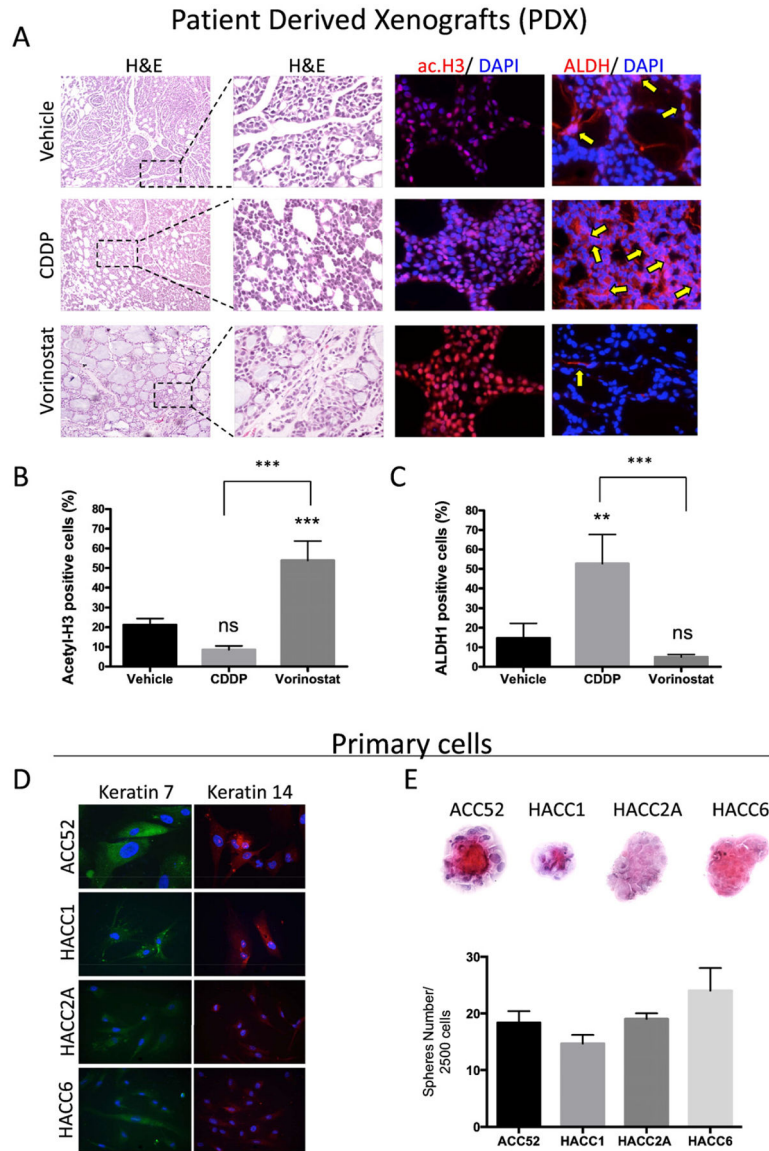 Patient Derived Xenografts (PDX)
A
H&E H&E ac.H3/ DAPI ALDH/ DAPI
Vehicle
CDDP
Vorinostat
B
***
Acetyl-H3 positive cells (%)
80
70
60
50
40
30
20
10
0
ns
***
Vehicle CDDP Vorinostat
C
***
ALDH1 positive cells (%)
80
70
60
50
40
30
20
10
0
**
ns
Vehicle CDDP Vorinostat
Primary cells
D
Keratin 7 Keratin 14
ACC52
HACC1
HACC2A
HACC6
E
ACC52 HACC1 HACC2A HACC6
Spheres Number/
2500 cells
30
20
10
0
ACC52 HACC1 HACC2A HACC6